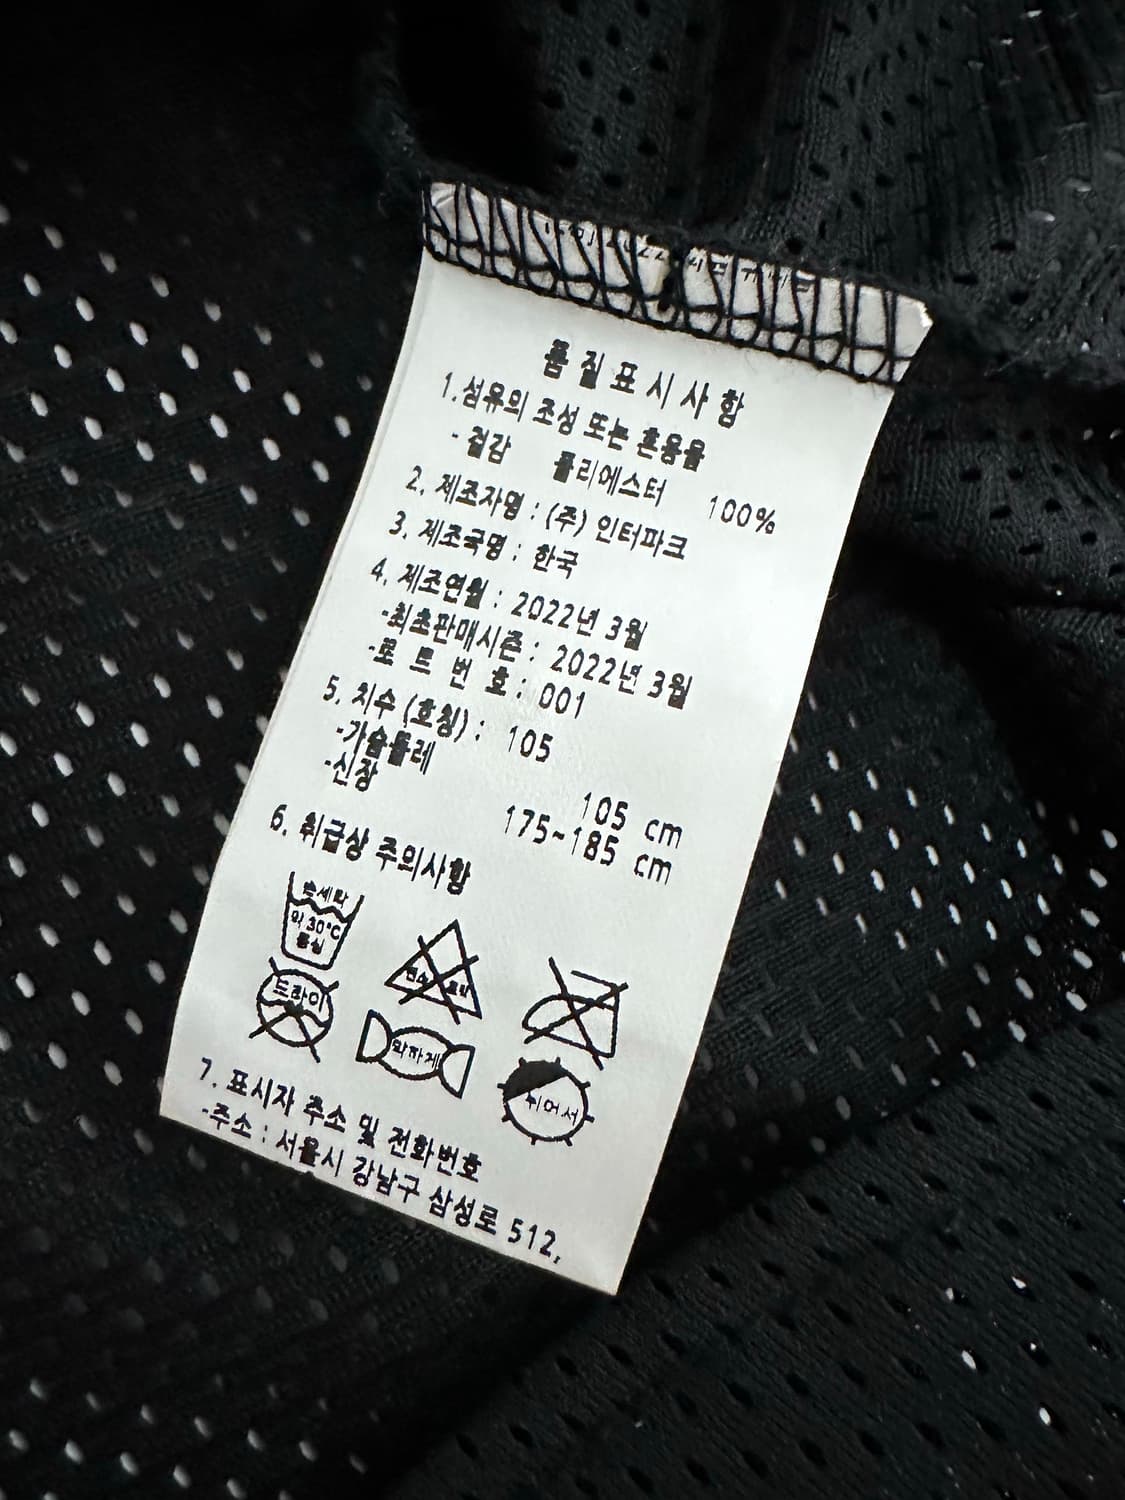 품 질 표 시 사 항
1.섬유의 조성 또는 혼용율
- 겉감 폴리에스터 100%
2. 제조자명 : (주) 인터파크
3. 제조국명 : 한국
4. 제조연월 : 2022년 3월
-최초판매시즌 : 2022년 3월
-로 트 번 호 : 001
5. 치수 (호칭) : 105
-가슴둘레 105 cm
-신장 175~185 cm
6. 취급상 주의사항
손세탁
약 30℃
중성
염소 표백
드라이
약하게
뉘어서
7. 표시자 주소 및 전화번호
-주소 : 서울시 강남구 삼성로 512,